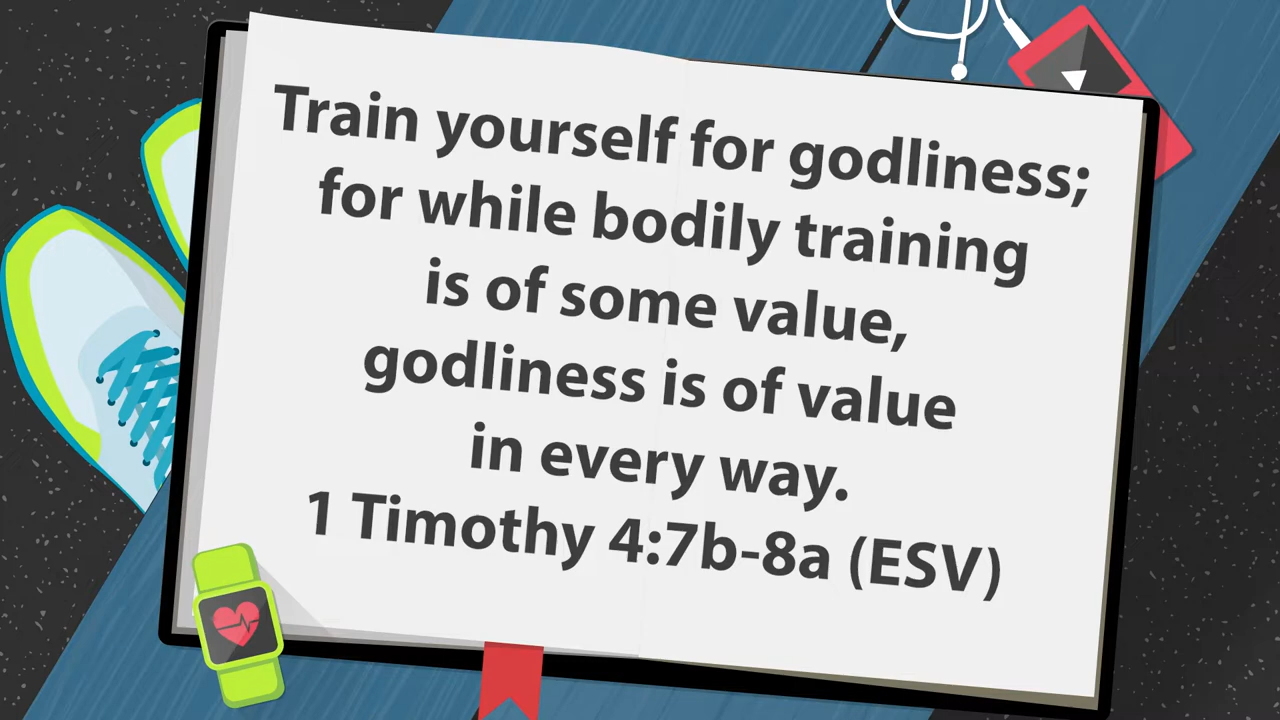 Train yourself for godliness;
for while bodily training
is of some value,
godliness is of value
in every way.
1 Timothy 4:7b-8a (ESV)